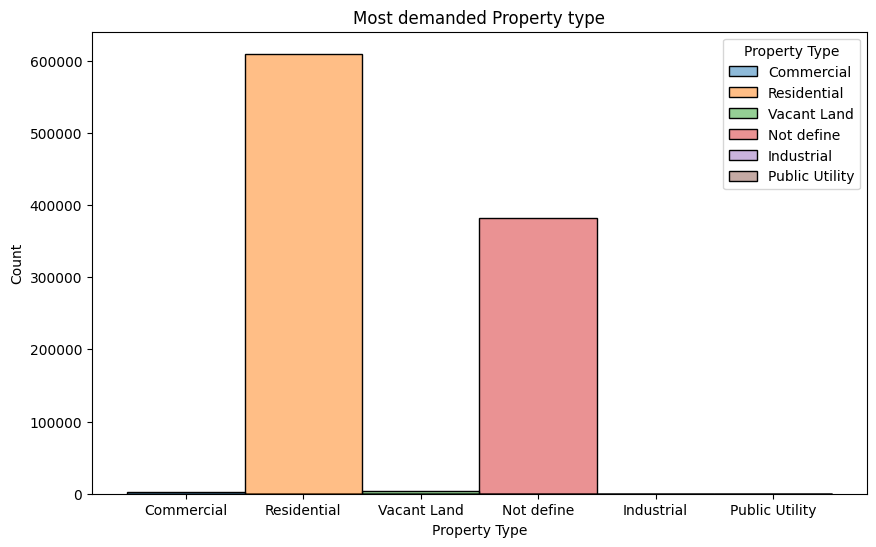 Most demanded Property type
Property Type
Commercial
Residential
Vacant Land
Not define
Industrial
Public Utility
600000
500000
400000
300000
200000
100000
0
Count
Commercial Residential Vacant Land Not define Industrial Public Utility
Property Type